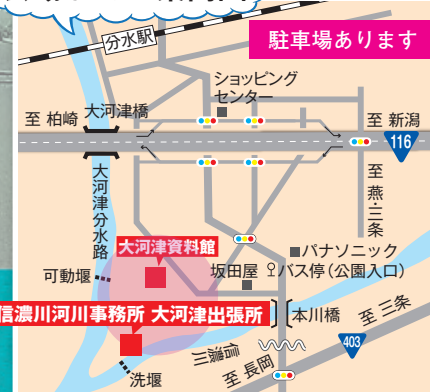 分水駅
駐車場あります
ショッピング
センター
至 柏崎
大河津橋
至 新潟
116
大河津分水路
至 燕・三条
大河津資料館
パナソニック
可動堰
坂田屋
バス停(公園入口)
信濃川河川事務所 大河津出張所
本川橋
至 三条
信濃川
403
至 長岡
洗堰